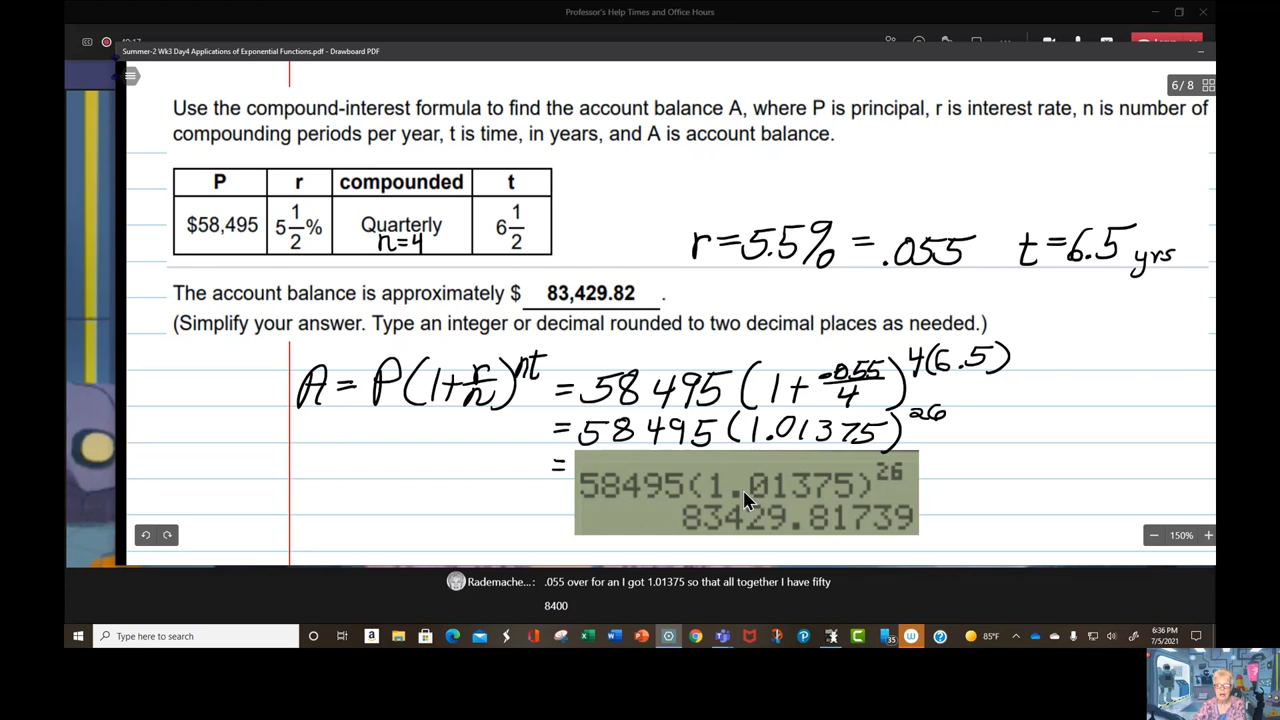 Professor's Help Times and Office Hours
Summer-2 Wk3 Day4 Applications of Exponential Functions.pdf - Drawboard PDF
6 / 8
Use the compound-interest formula to find the account balance A, where P is principal, r is interest rate, n is number of
compounding periods per year, t is time, in years, and A is account balance.
P r compounded t
$58,495 5 1/2 % Quarterly 6 1/2
n=4
r = 5.5% = .055 t = 6.5 yrs
The account balance is approximately $ 83,429.82 .
(Simplify your answer. Type an integer or decimal rounded to two decimal places as needed.)
A = P(1+r/n)^nt = 58495(1+.055/4)^4(6.5)
= 58495(1.01375)^26
=
58495(1.01375)^26
83429.81739
150%
Rademache...: .055 over for an I got 1.01375 so that all together I have fifty
8400
Type here to search
35
85°F
6:36 PM
7/5/2021